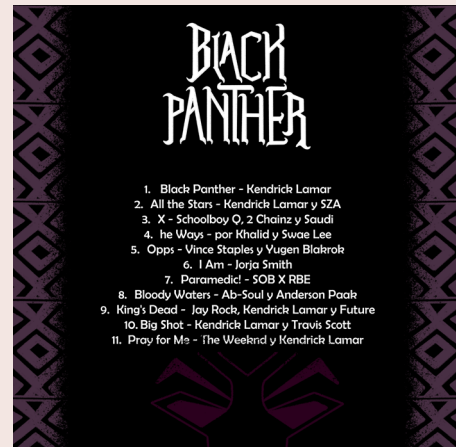 BLACK
PANTHER
1. Black Panther - Kendrick Lamar
2. All the Stars - Kendrick Lamar y SZA
3. X - Schoolboy Q, 2 Chainz y Saudi
4. he Ways - por Khalid y Swae Lee
5. Opps - Vince Staples y Yugen Blakrok
6. I Am - Jorja Smith
7. Paramedic! - SOB X RBE
8. Bloody Waters - Ab-Soul y Anderson Paak
9. King's Dead - Jay Rock, Kendrick Lamar y Future
10. Big Shot - Kendrick Lamar y Travis Scott
11. Pray for Me - The Weeknd y Kendrick Lamar